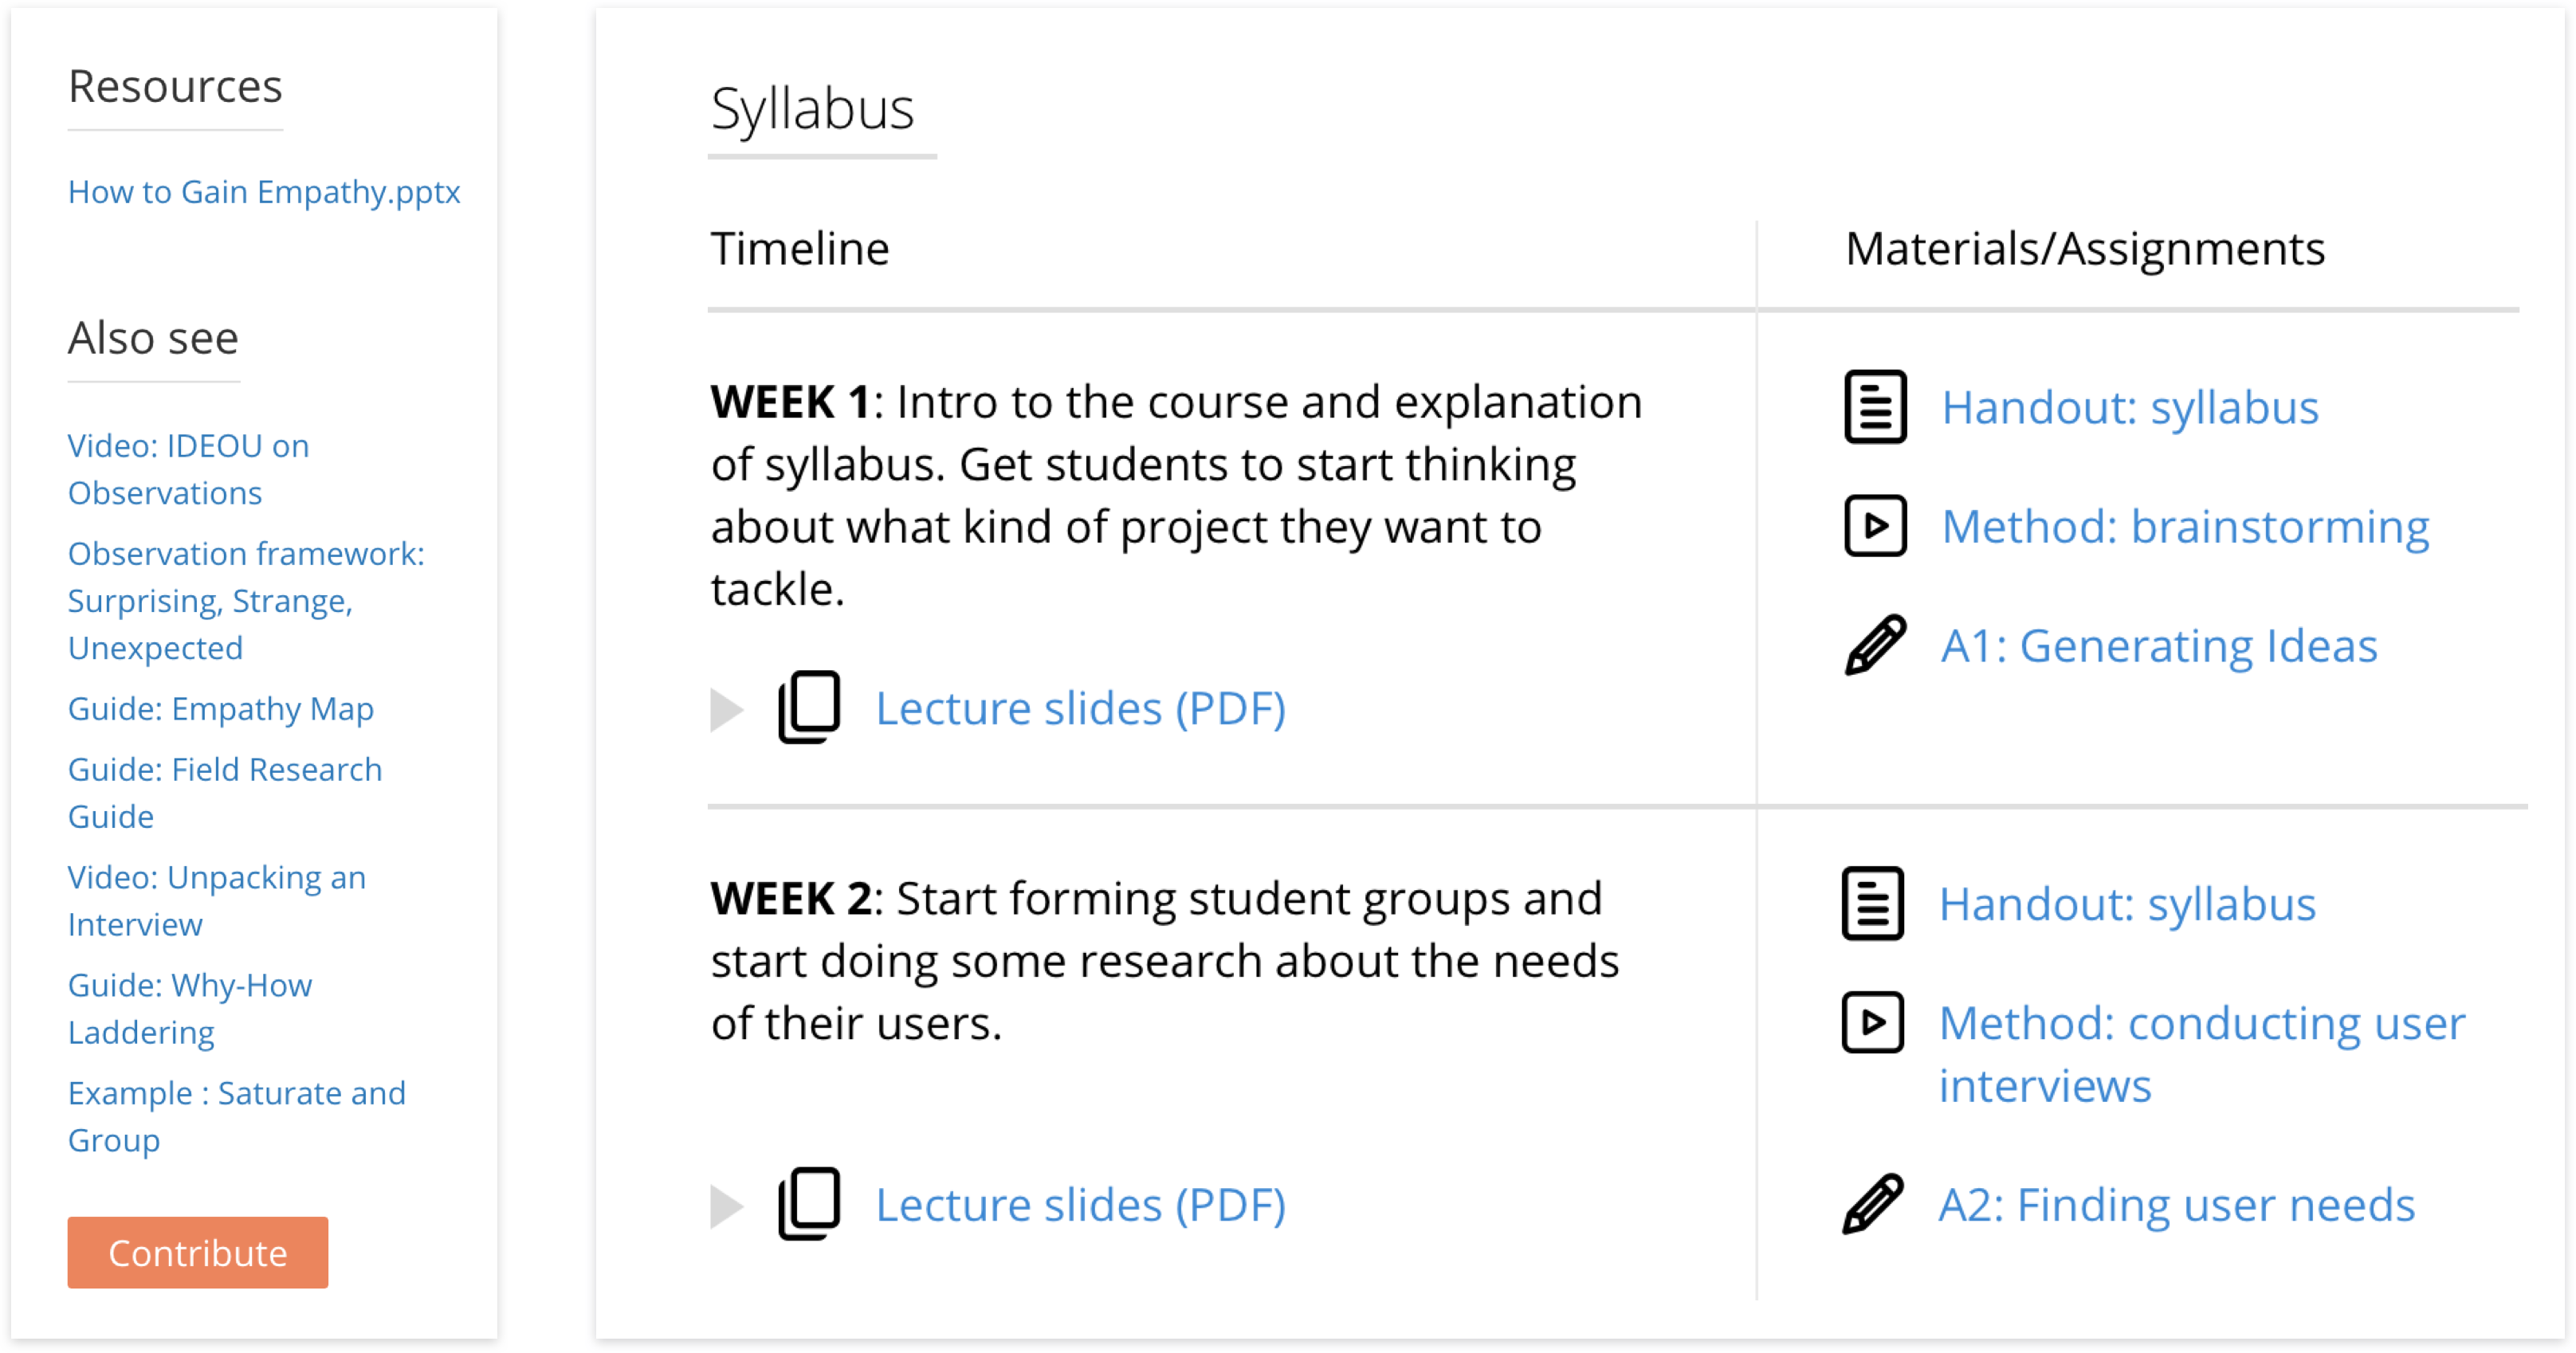 Resources
How to Gain Empathy.pptx
Also see
Video: IDEOU on
Observations
Observation framework:
Surprising, Strange,
Unexpected
Guide: Empathy Map
Guide: Field Research
Guide
Video: Unpacking an
Interview
Guide: Why-How
Laddering
Example : Saturate and
Group
Contribute
Syllabus
Timeline
Materials/Assignments
WEEK 1: Intro to the course and explanation
of syllabus. Get students to start thinking
about what kind of project they want to
tackle.
Lecture slides (PDF)
Handout: syllabus
Method: brainstorming
A1: Generating Ideas
WEEK 2: Start forming student groups and
start doing some research about the needs
of their users.
Lecture slides (PDF)
Handout: syllabus
Method: conducting user
interviews
A2: Finding user needs